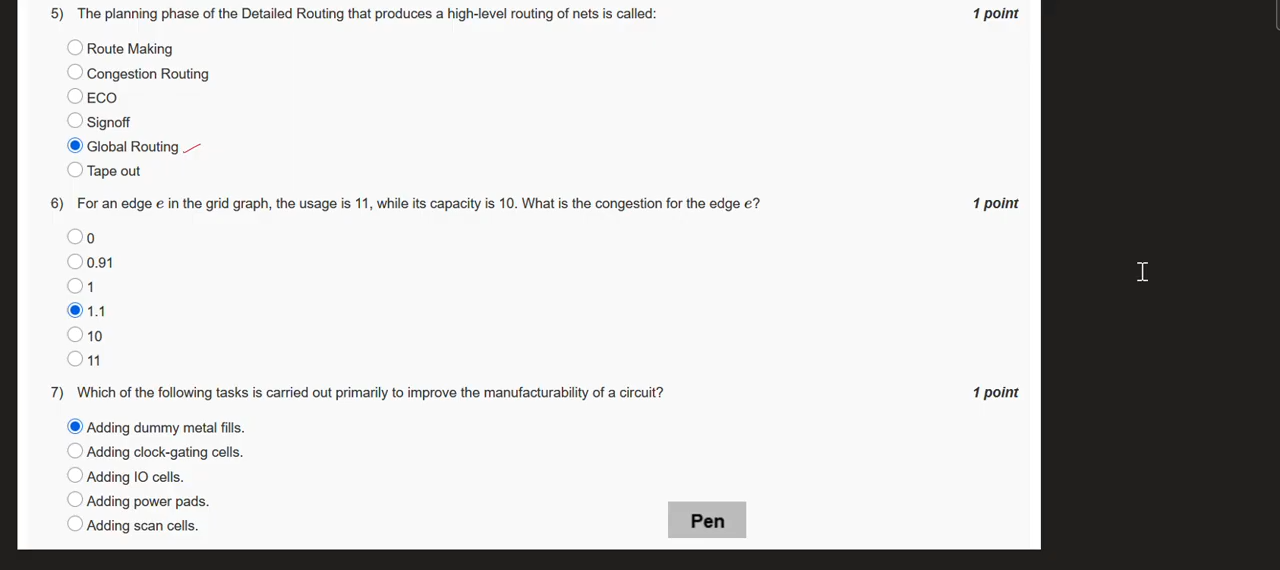 5) The planning phase of the Detailed Routing that produces a high-level routing of nets is called: 1 point
Route Making
Congestion Routing
ECO
Signoff
Global Routing
Tape out
6) For an edge e in the grid graph, the usage is 11, while its capacity is 10. What is the congestion for the edge e? 1 point
0
0.91
1
1.1
10
11
7) Which of the following tasks is carried out primarily to improve the manufacturability of a circuit? 1 point
Adding dummy metal fills.
Adding clock-gating cells.
Adding IO cells.
Adding power pads.
Adding scan cells.
Pen